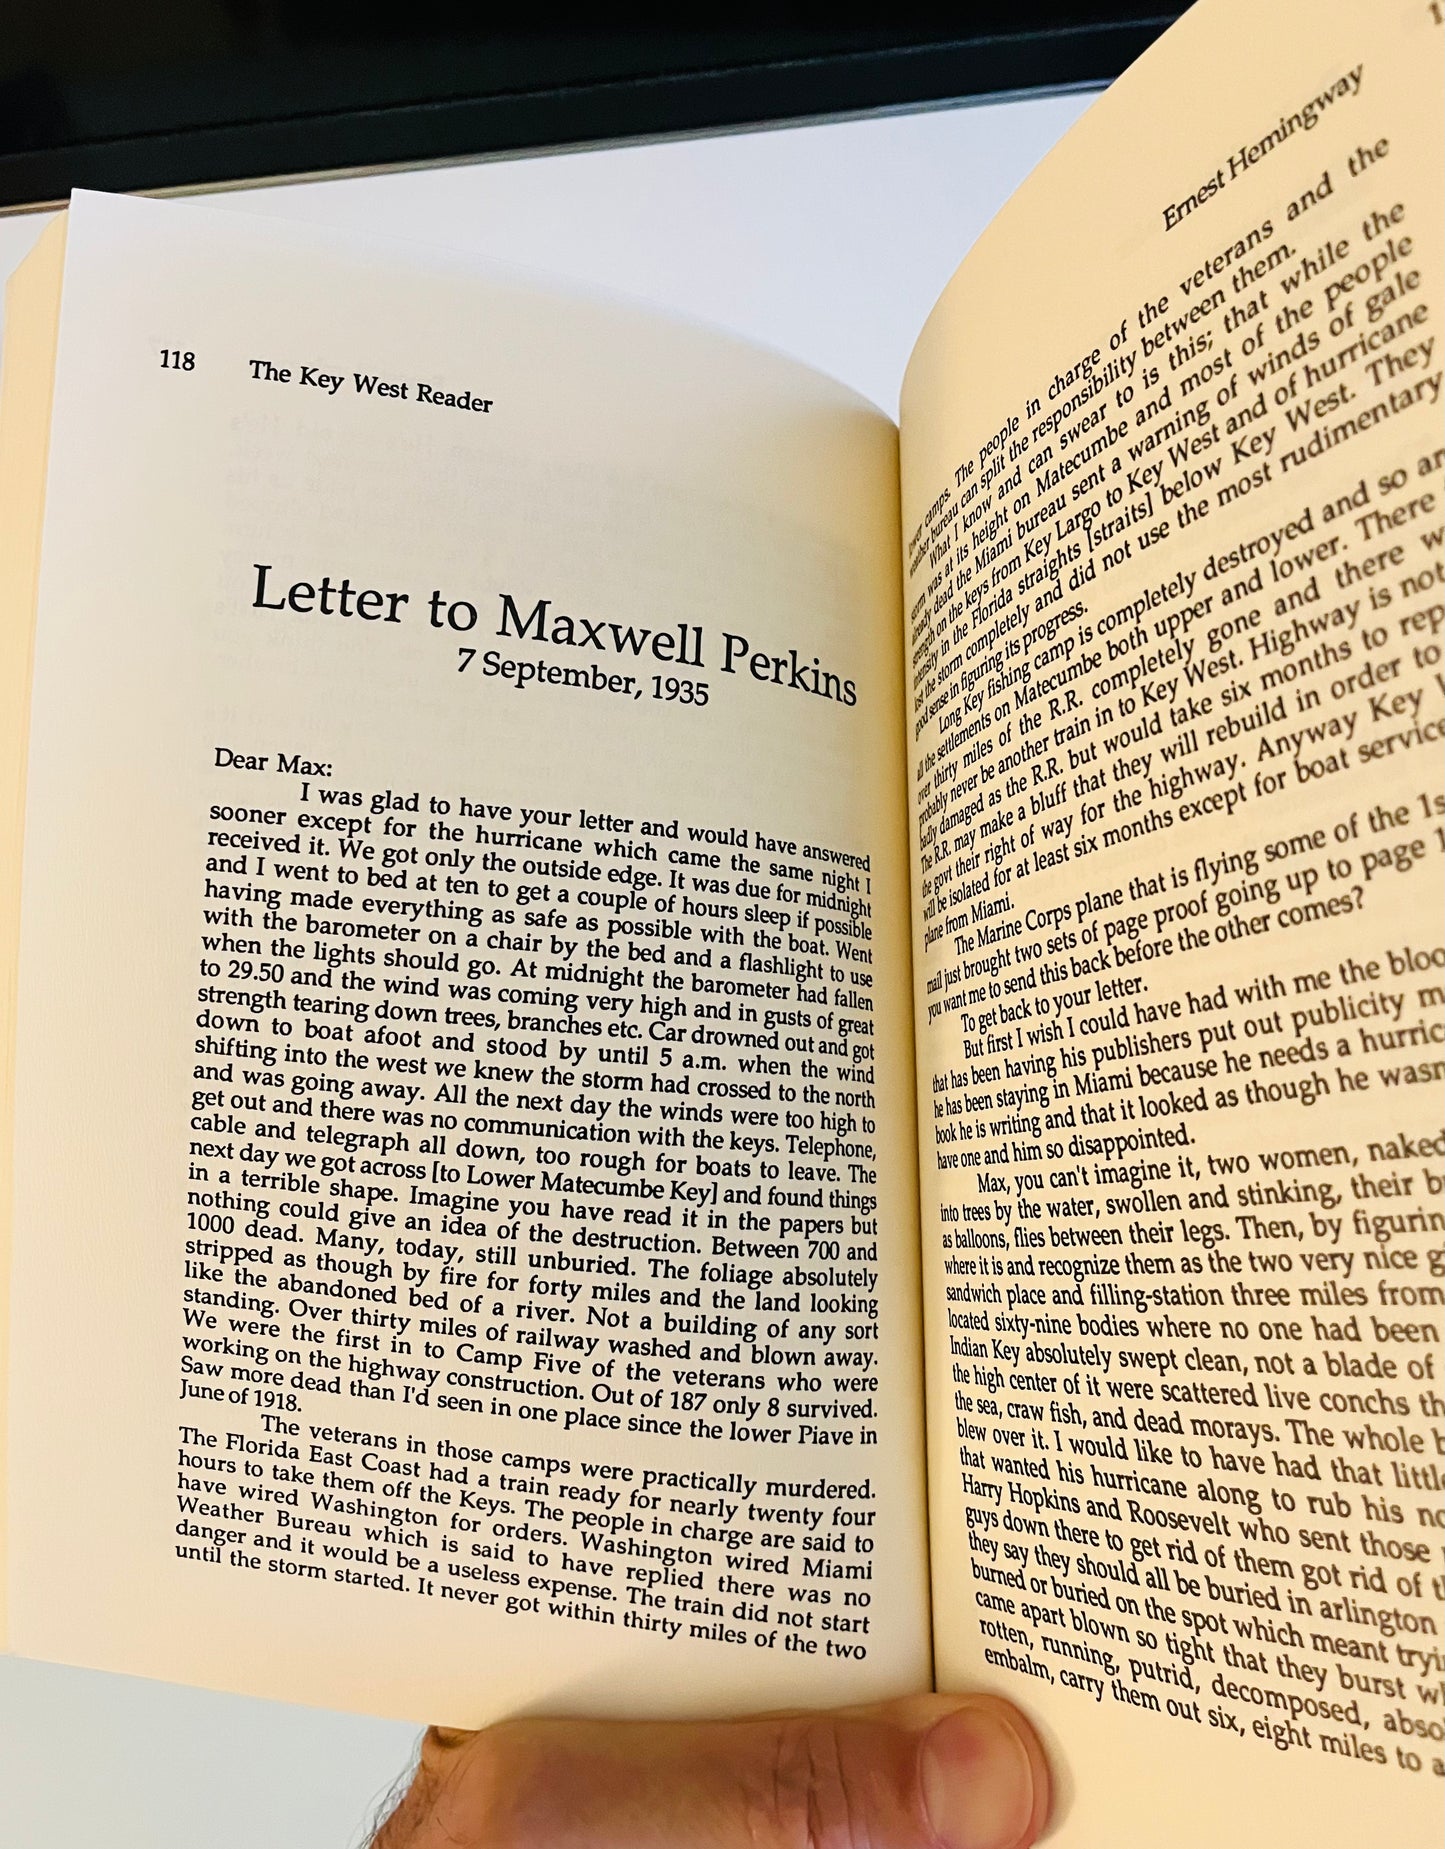 118 The Key West Reader
Letter to Maxwell Perkins
7 September, 1935
Dear Max:
I was glad to have your letter and would have answered
sooner except for the hurricane which came the same night I
received it. We got only the outside edge. It was due for midnight
and I went to bed at ten to get a couple of hours sleep if possible
having made everything as safe as possible with the boat. Went
with the barometer on a chair by the bed and a flashlight to use
when the lights should go. At midnight the barometer had fallen
to 29.50 and the wind was coming very high and in gusts of great
strength tearing down trees, branches etc. Car drowned out and got
down to boat afoot and stood by until 5 a.m. when the wind
shifting into the west we knew the storm had crossed to the north
and was going away. All the next day the winds were too high to
get out and there was no communication with the keys. Telephone,
cable and telegraph all down, too rough for boats to leave. The
next day we got across [to Lower Matecumbe Key] and found things
in a terrible shape. Imagine you have read it in the papers but
nothing could give an idea of the destruction. Between 700 and
1000 dead. Many, today, still unburied. The foliage absolutely
stripped as though by fire for forty miles and the land looking
like the abandoned bed of a river. Not a building of any sort
standing. Over thirty miles of railway washed and blown away.
We were the first in to Camp Five of the veterans who were
working on the highway construction. Out of 187 only 8 survived.
Saw more dead than I'd seen in one place since the lower Piave in
June of 1918.
The veterans in those camps were practically murdered.
The Florida East Coast had a train ready for nearly twenty four
hours to take them off the Keys. The people in charge are said to
have wired Washington for orders. Washington wired Miami
Weather Bureau which is said to have replied there was no
danger and it would be a useless expense. The train did not start
until the storm started. It never got within thirty miles of the two
Ernest Hemingway
lower camps. The people in charge of the veterans and the
weather bureau can split the responsibility between them.
What I know and can swear to is this; that while the
storm was at its height on Matecumbe and most of the people
already dead the Miami bureau sent a warning of winds of gale
strength on the keys from Key Largo to Key West and of hurricane
intensity in the Florida straights [straits] below Key West. They
lost the storm completely and did not use the most rudimentary
good sense in figuring its progress.
Long Key fishing camp is completely destroyed and so
all the settlements on Matecumbe both upper and lower. There
over thirty miles of the R.R. completely gone and there
probably never be another train in to Key West. Highway is not
badly damaged as the R.R. but would take six months to
The R.R. may make a bluff that they will rebuild in order to
the govt their right of way for the highway. Anyway Key
will be isolated for at least six months except for boat service
plane from Miami.
The Marine Corps plane that is flying some of the
mail just brought two sets of page proof going up to page
you want me to send this back before the other comes?
To get back to your letter.
But first I wish I could have had with me the
that has been having his publishers put out publicity
he has been staying in Miami because he needs a
book he is writing and that it looked as though he
have one and him so disappointed.
Max, you can't imagine it, two women, naked
into trees by the water, swollen and stinking, their
as balloons, flies between their legs. Then, by
where it is and recognize them as the two very nice
sandwich place and filling-station three miles from
located sixty-nine bodies where no one had been
Indian Key absolutely swept clean, not a blade of
the high center of it were scattered live conchs
the sea, craw fish, and dead morays. The whole
blew over it. I would like to have had that
that wanted his hurricane along to rub his
Harry Hopkins and Roosevelt who sent those
guys down there to get rid of them got rid of
they say they should all be buried in arlington
burned or buried on the spot which meant
came apart blown so tight that they burst
rotten, running, putrid, decomposed,
embalm, carry them out six, eight miles to